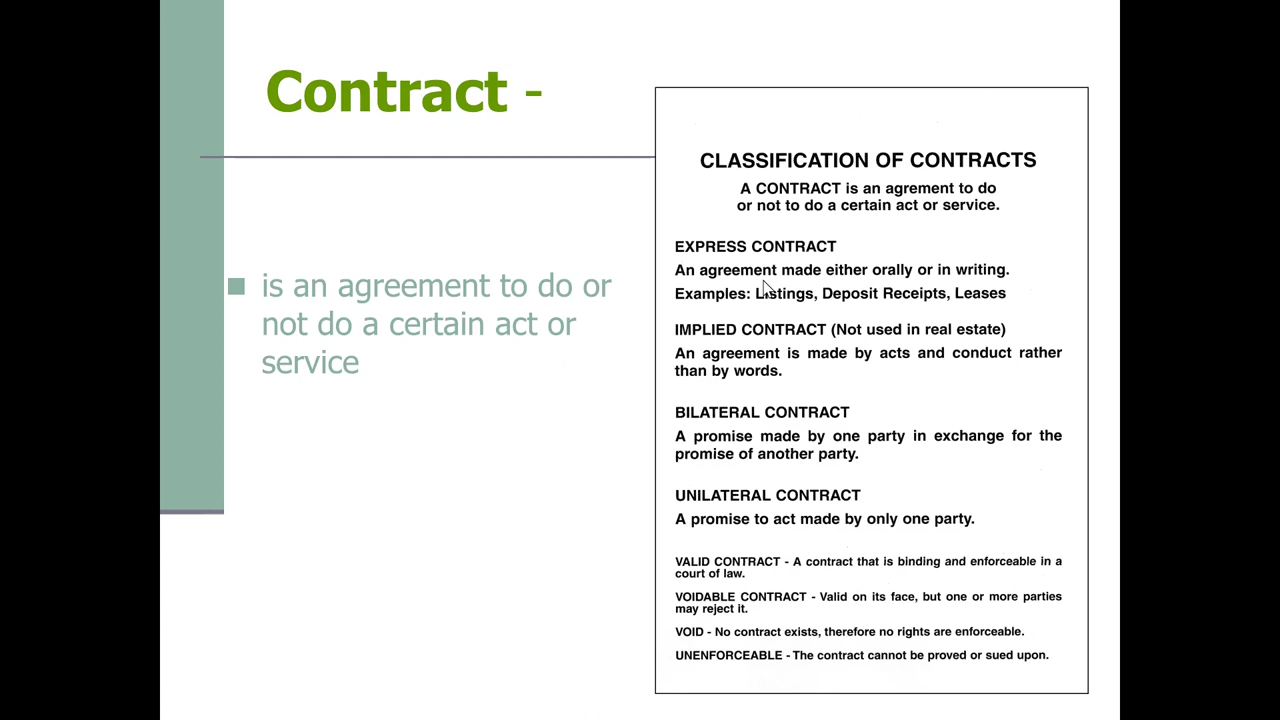 Contract -
is an agreement to do or
not do a certain act or
service
CLASSIFICATION OF CONTRACTS
A CONTRACT is an agrement to do
or not to do a certain act or service.
EXPRESS CONTRACT
An agreement made either orally or in writing.
Examples: Listings, Deposit Receipts, Leases
IMPLIED CONTRACT (Not used in real estate)
An agreement is made by acts and conduct rather
than by words.
BILATERAL CONTRACT
A promise made by one party in exchange for the
promise of another party.
UNILATERAL CONTRACT
A promise to act made by only one party.
VALID CONTRACT - A contract that is binding and enforceable in a
court of law.
VOIDABLE CONTRACT - Valid on its face, but one or more parties
may reject it.
VOID - No contract exists, therefore no rights are enforceable.
UNENFORCEABLE - The contract cannot be proved or sued upon.